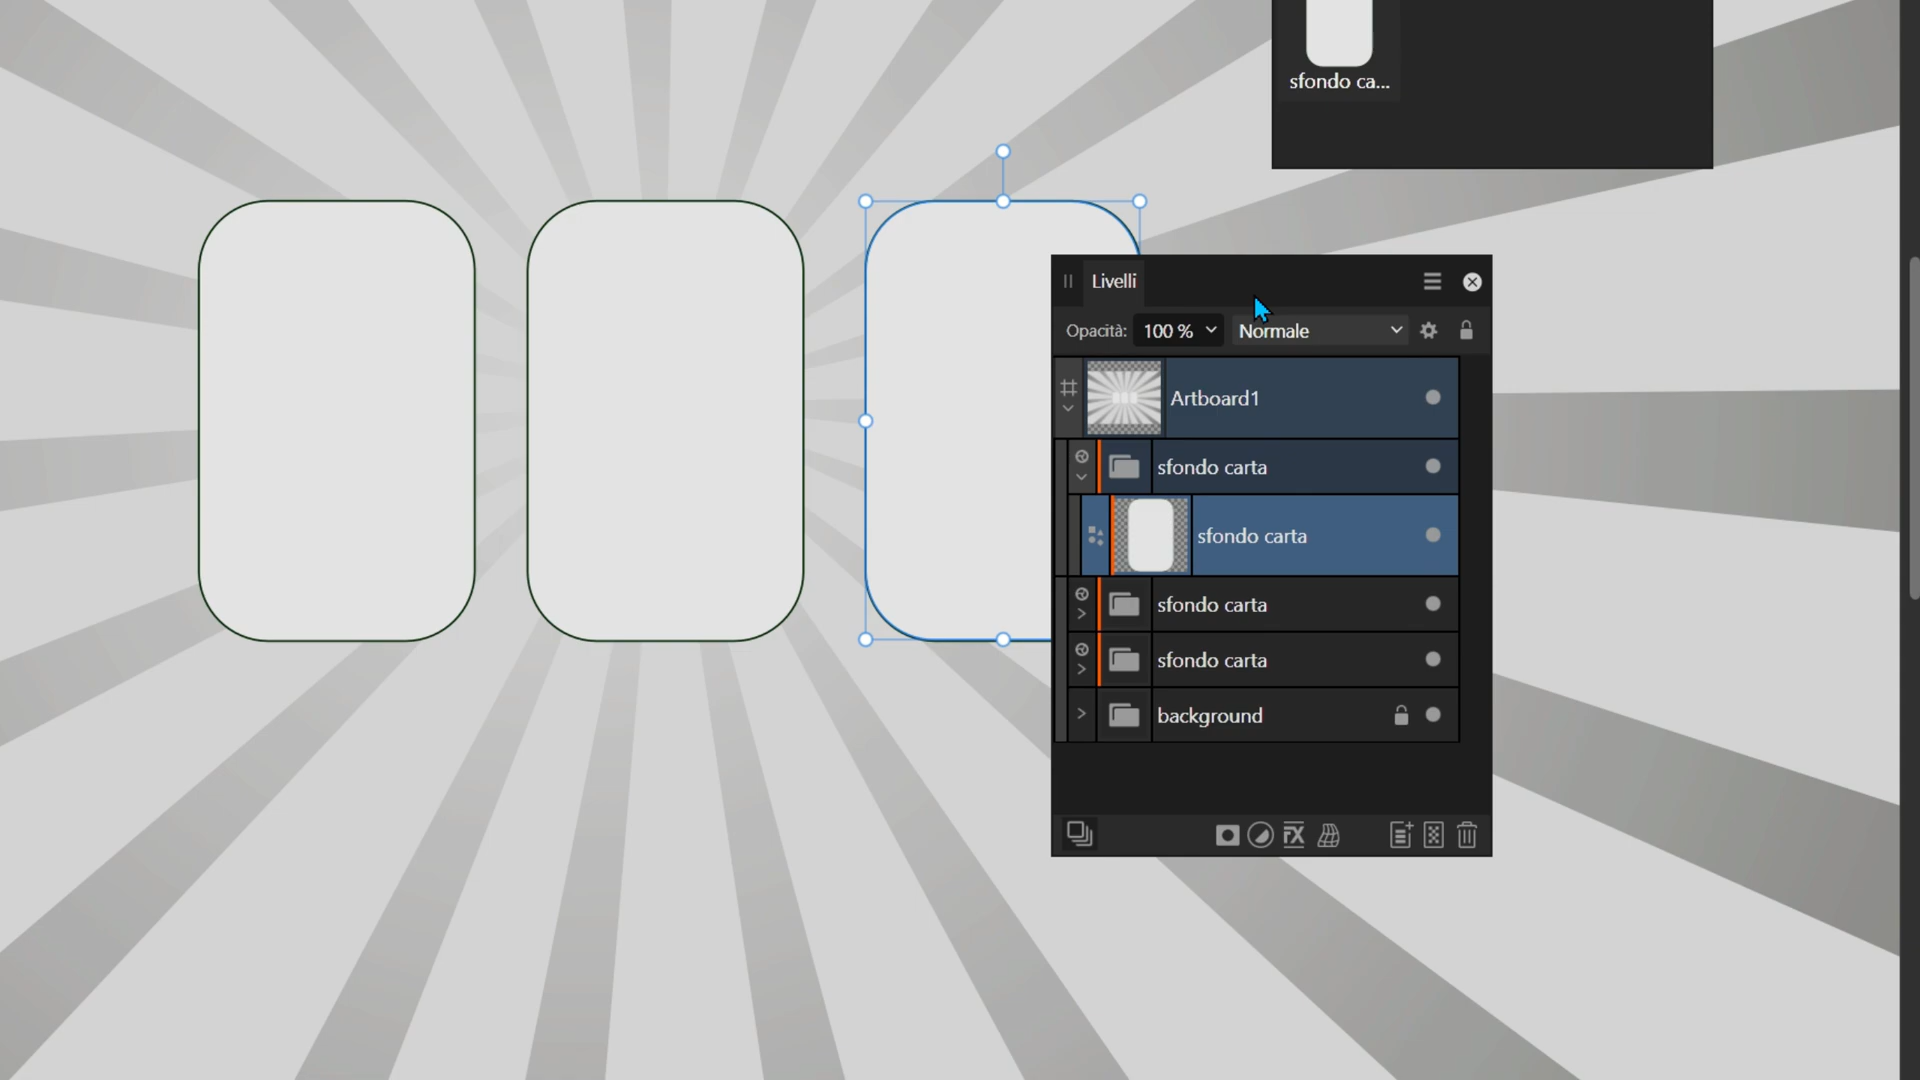 sfondo ca...
Livelli
Opacità: 100 % Normale
Artboard1
sfondo carta
sfondo carta
sfondo carta
sfondo carta
background